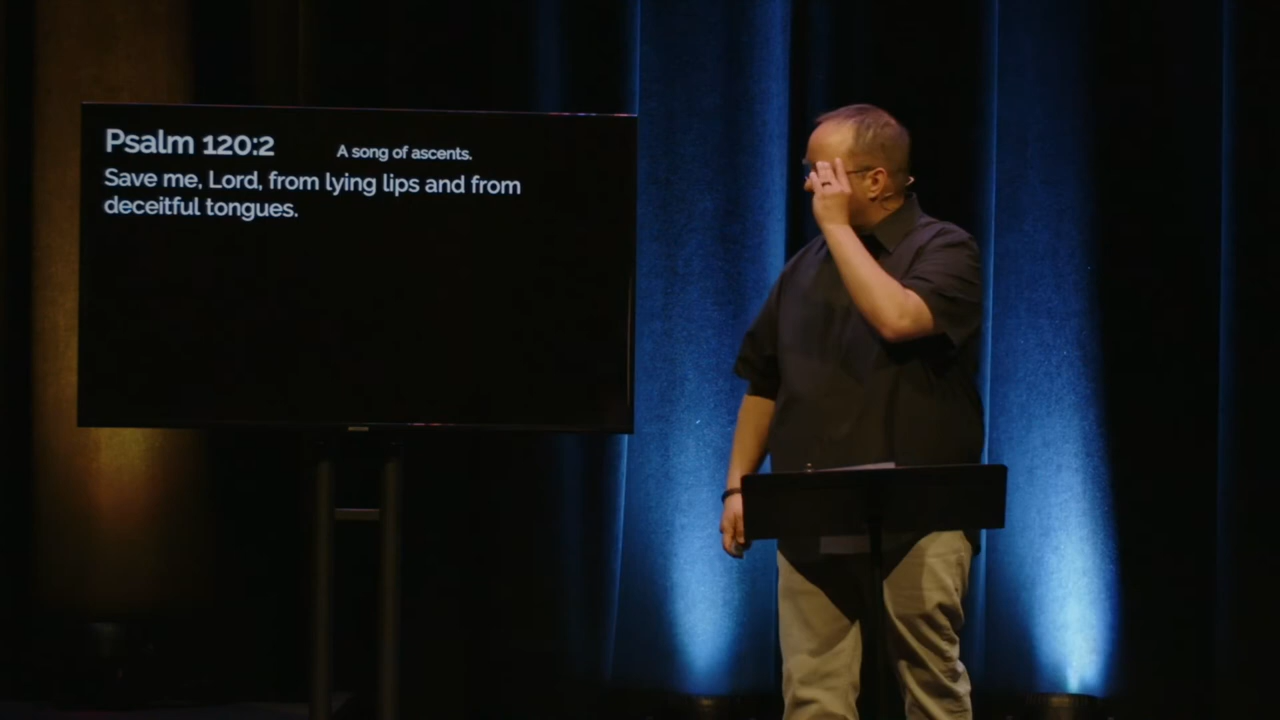 Psalm 120:2 A song of ascents.
Save me, Lord, from lying lips and from
deceitful tongues.